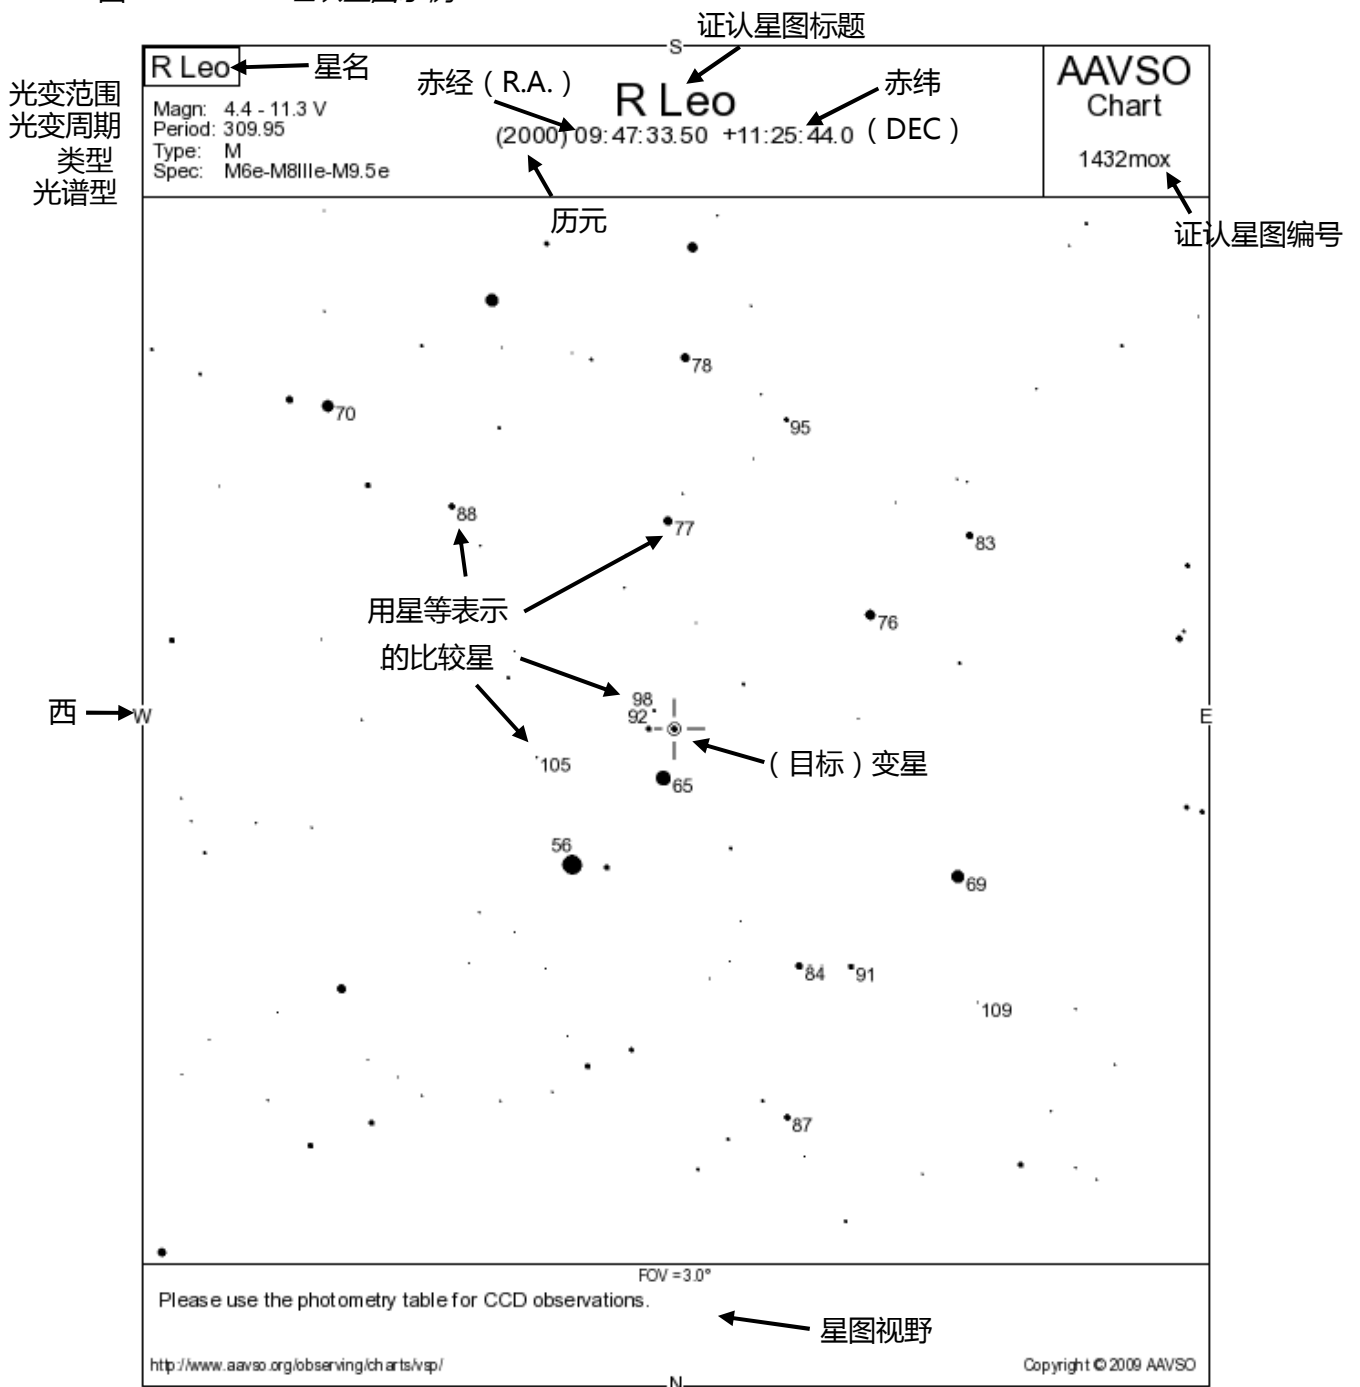 证认星图标题
S
R Leo
星名
赤经（R.A.）
R Leo
赤纬
AAVSO
Chart
光变范围
Magn: 4.4 - 11.3 V
光变周期
Period: 309.95
(2000) 09:47:33.50 +11:25:44.0
（DEC）
类型
Type: M
1432mox
光谱型
Spec: M6e-M8IIIe-M9.5e
历元
证认星图编号
78
70
95
88
77
83
用星等表示
的比较星
76
98
92
西
W
E
105
（目标）变星
65
56
69
84
91
109
87
FOV = 3.0°
Please use the photometry table for CCD observations.
星图视野
http://www.aavso.org/observing/charts/vsp/
Copyright © 2009 AAVSO
N